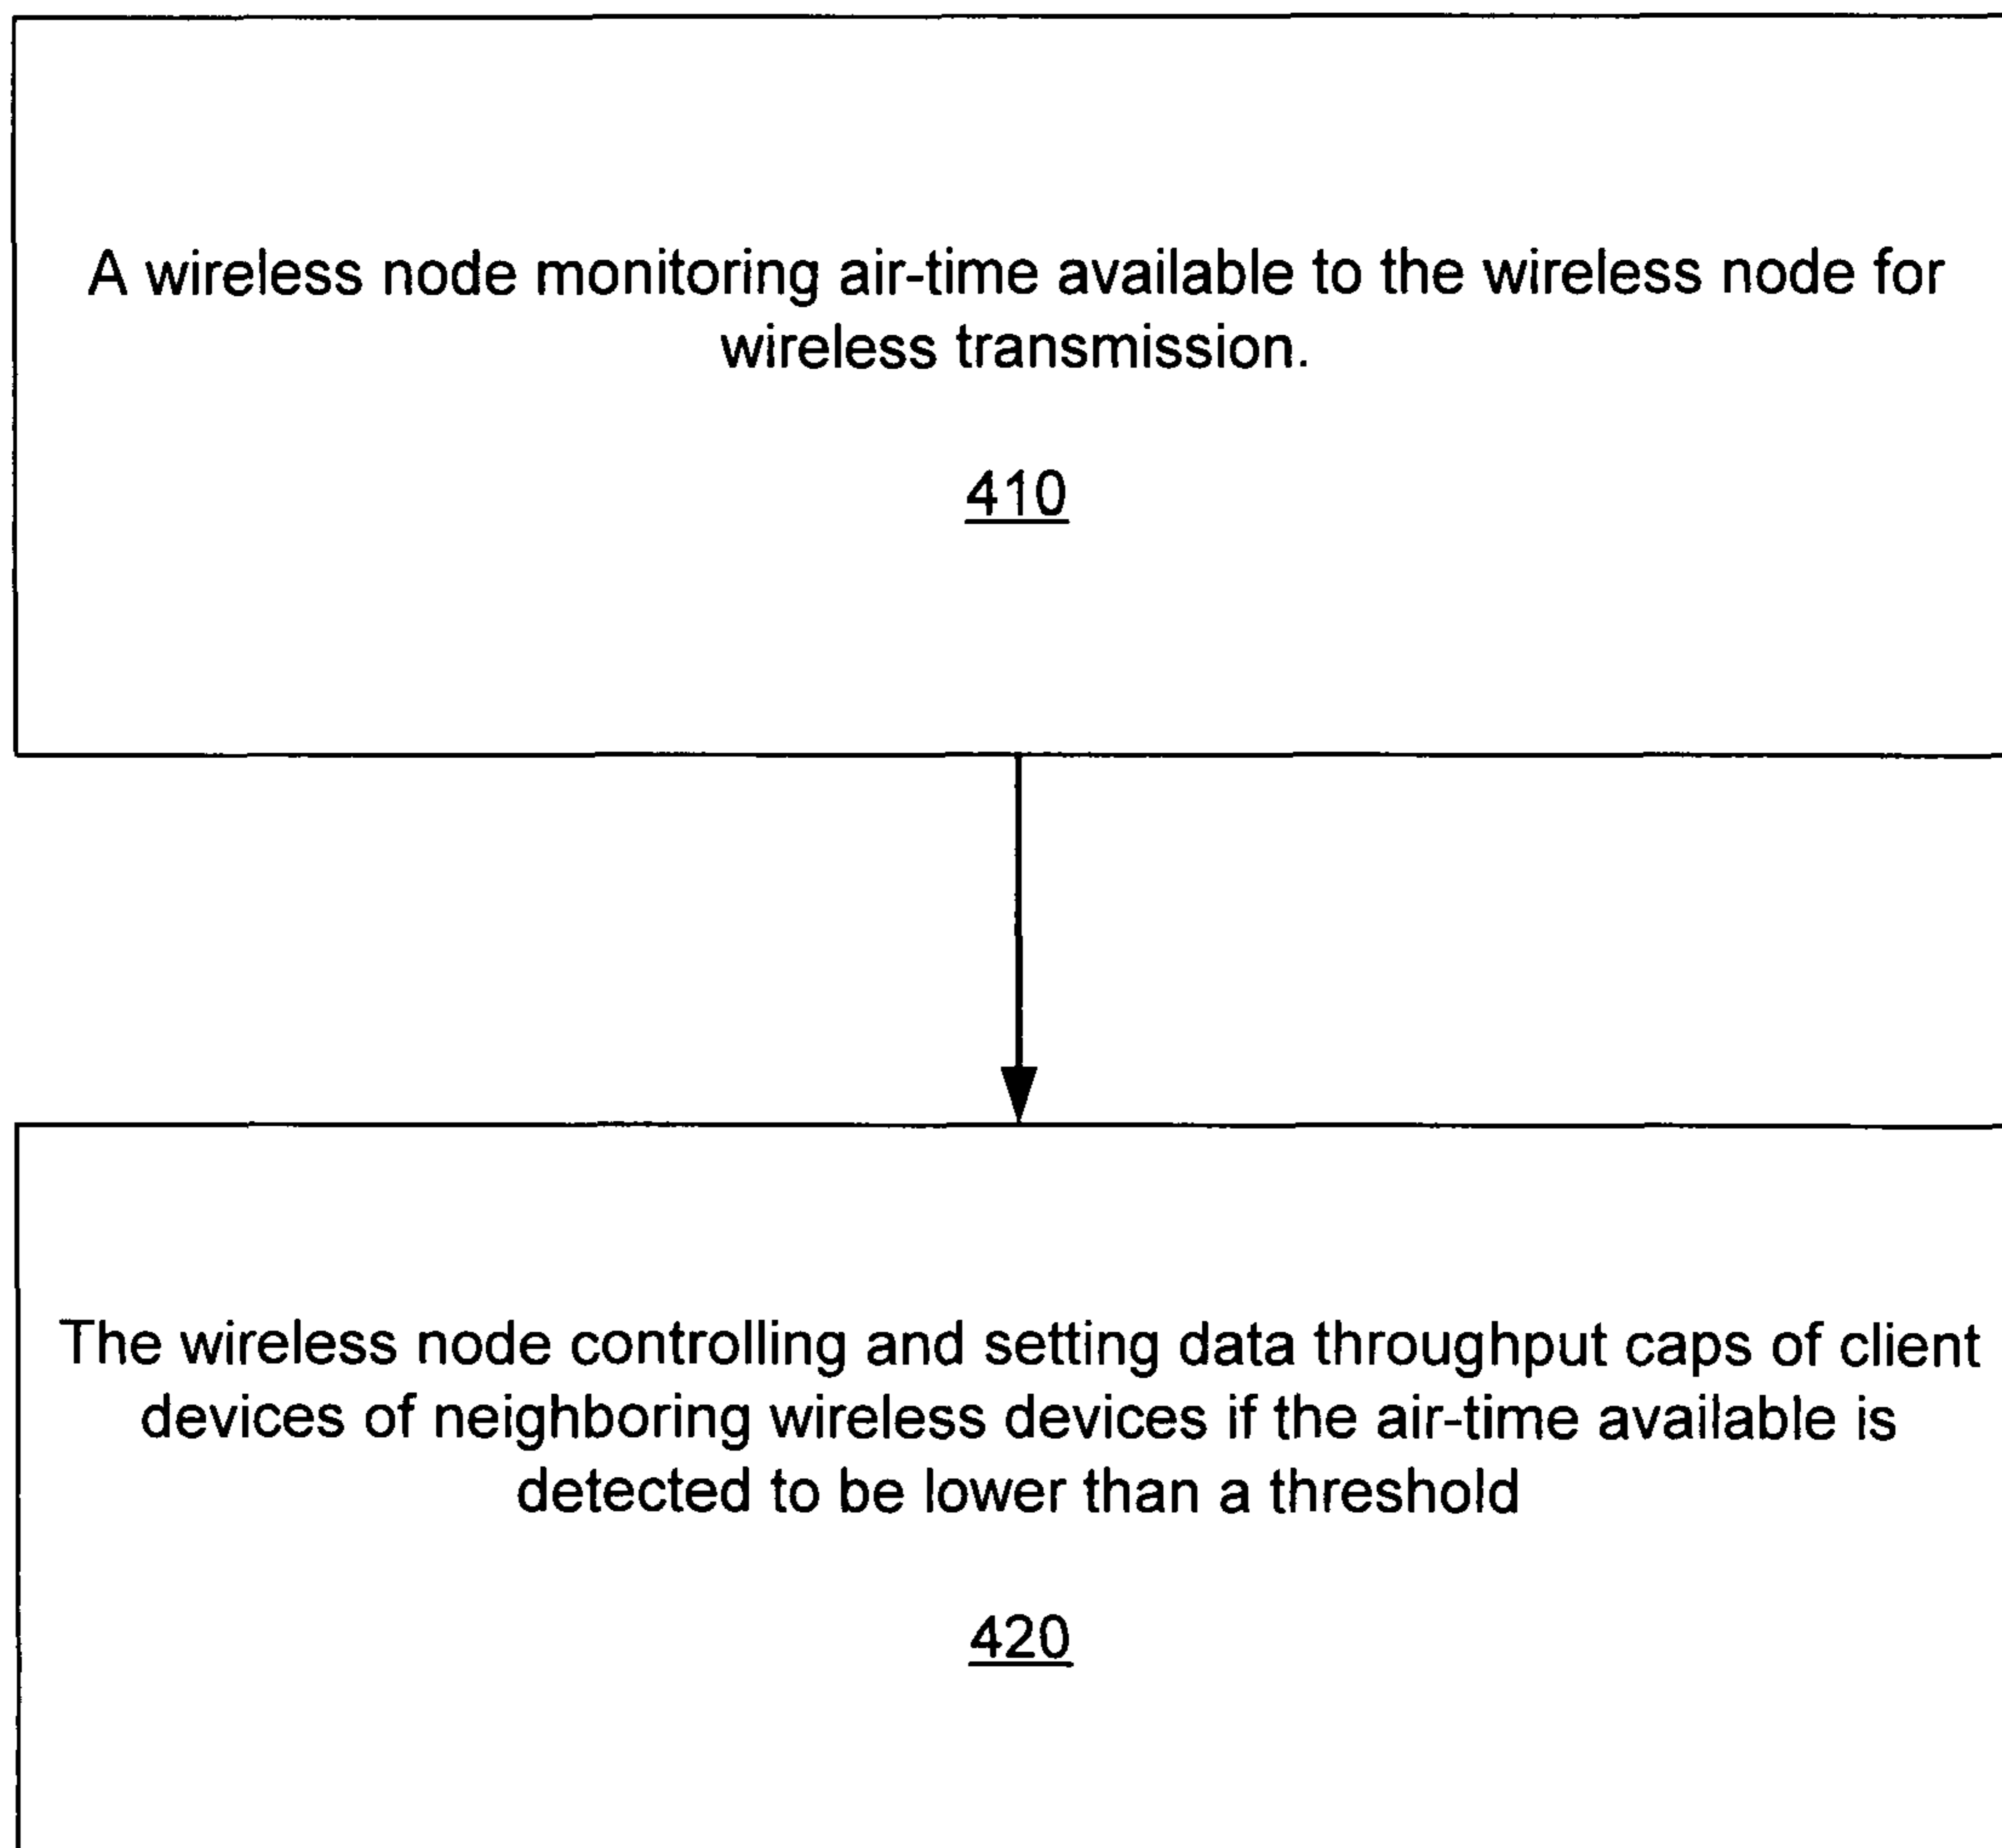 A wireless node monitoring air-time available to the wireless node for
wireless transmission.
410
The wireless node controlling and setting data throughput caps of client
devices of neighboring wireless devices if the air-time available is
detected to be lower than a threshold
420